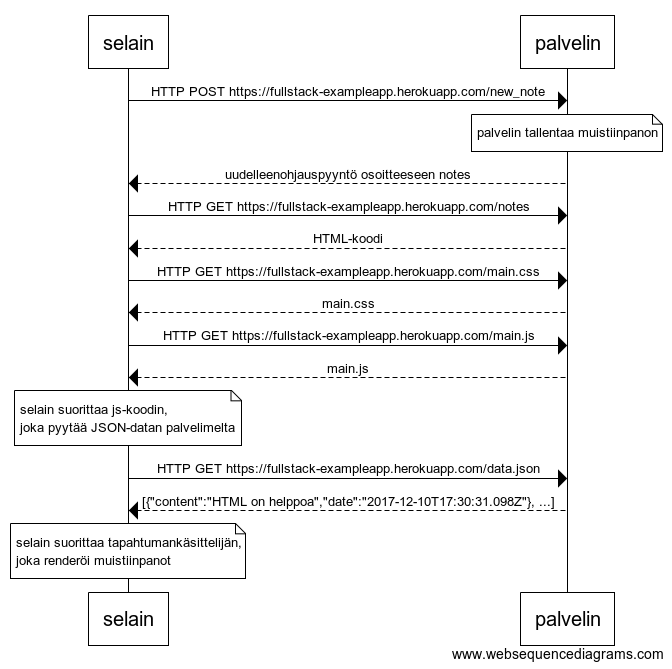 selain
palvelin
HTTP POST https://fullstack-exampleapp.herokuapp.com/new_note
palvelin tallentaa muistiinpanon
uudelleenohjauspyyntö osoitteeseen notes
HTTP GET https://fullstack-exampleapp.herokuapp.com/notes
HTML-koodi
HTTP GET https://fullstack-exampleapp.herokuapp.com/main.css
main.css
HTTP GET https://fullstack-exampleapp.herokuapp.com/main.js
main.js
selain suorittaa js-koodin,
joka pyytää JSON-datan palvelimelta
HTTP GET https://fullstack-exampleapp.herokuapp.com/data.json
[{"content":"HTML on helppoa","date":"2017-12-10T17:30:31.098Z"}, ...]
selain suorittaa tapahtumankäsittelijän,
joka renderöi muistiinpanot
selain
palvelin
www.websequencediagrams.com